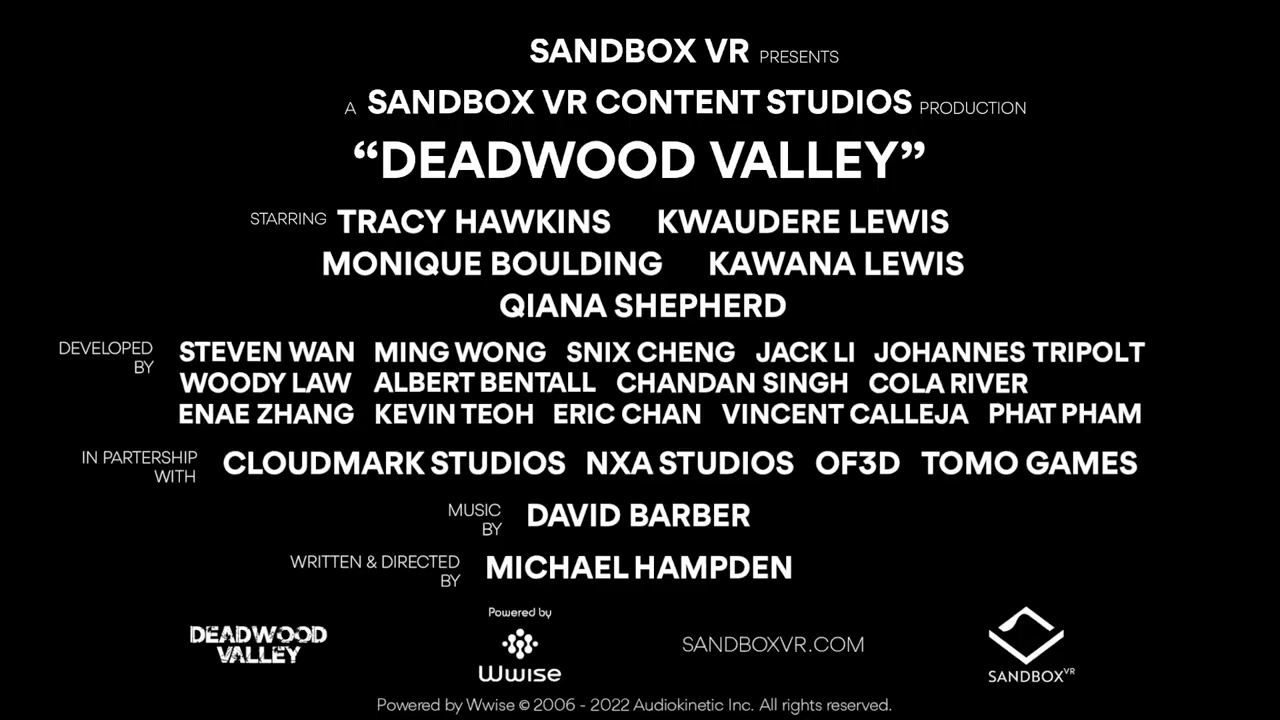 SANDBOX VR PRESENTS
A SANDBOX VR CONTENT STUDIOS PRODUCTION
“DEADWOOD VALLEY”
STARRING TRACY HAWKINS KWAUDERE LEWIS
MONIQUE BOULDING KAWANA LEWIS
QIANA SHEPHERD
DEVELOPED BY STEVEN WAN MING WONG SNIX CHENG JACK LI JOHANNES TRIPOLT
WOODY LAW ALBERT BENTALL CHANDAN SINGH COLA RIVER
ENAE ZHANG KEVIN TEOH ERIC CHAN VINCENT CALLEJA PHAT PHAM
IN PARTERSHIP WITH CLOUDMARK STUDIOS NXA STUDIOS OF3D TOMO GAMES
MUSIC BY DAVID BARBER
WRITTEN & DIRECTED BY MICHAEL HAMPDEN
DEADWOOD
VALLEY
Powered by
Wwise
SANDBOXVR.COM
SANDBOX VR
Powered by Wwise © 2006 - 2022 Audiokinetic Inc. All rights reserved.